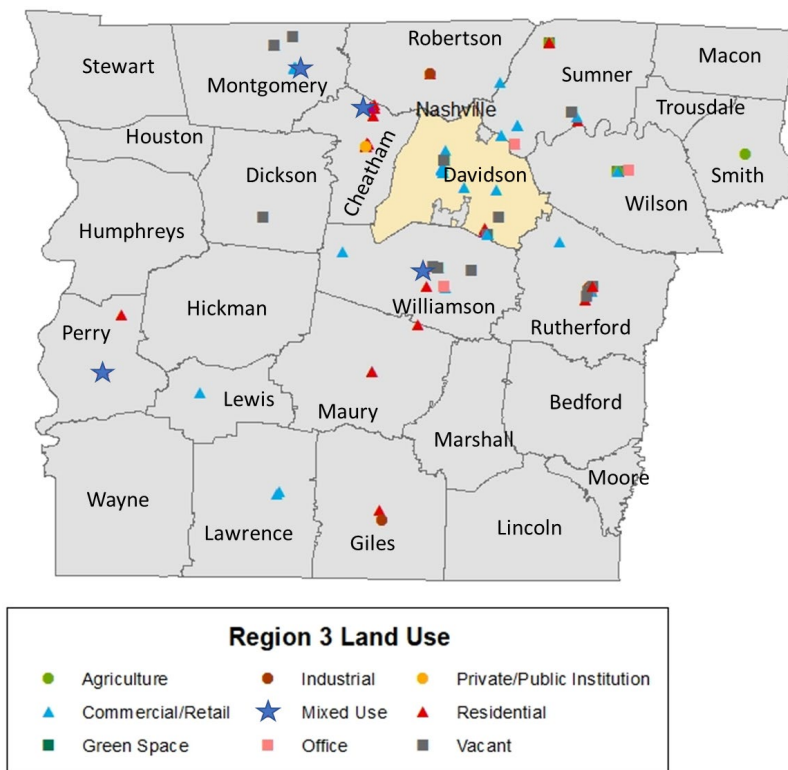 Robertson
Macon
Stewart
Sumner
Montgomery
Trousdale
Nashville
Houston
Cheatham
Dickson
Davidson
Smith
Wilson
Humphreys
Hickman
Williamson
Perry
Rutherford
Lewis
Maury
Bedford
Marshall
Moore
Wayne
Lawrence
Giles
Lincoln
Region 3 Land Use
Agriculture
Industrial
Private/Public Institution
Commercial/Retail
Mixed Use
Residential
Green Space
Office
Vacant